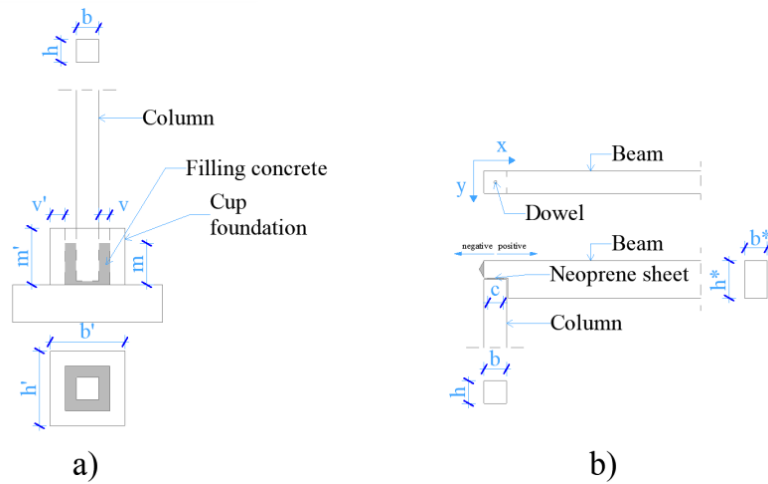 b
h
Column
Filling concrete
v'
v
Cup
foundation
m'
m
b'
h'
a)
x
y
Beam
Dowel
negative positive
Beam
b*
Neoprene sheet
h*
c
Column
b
h
b)